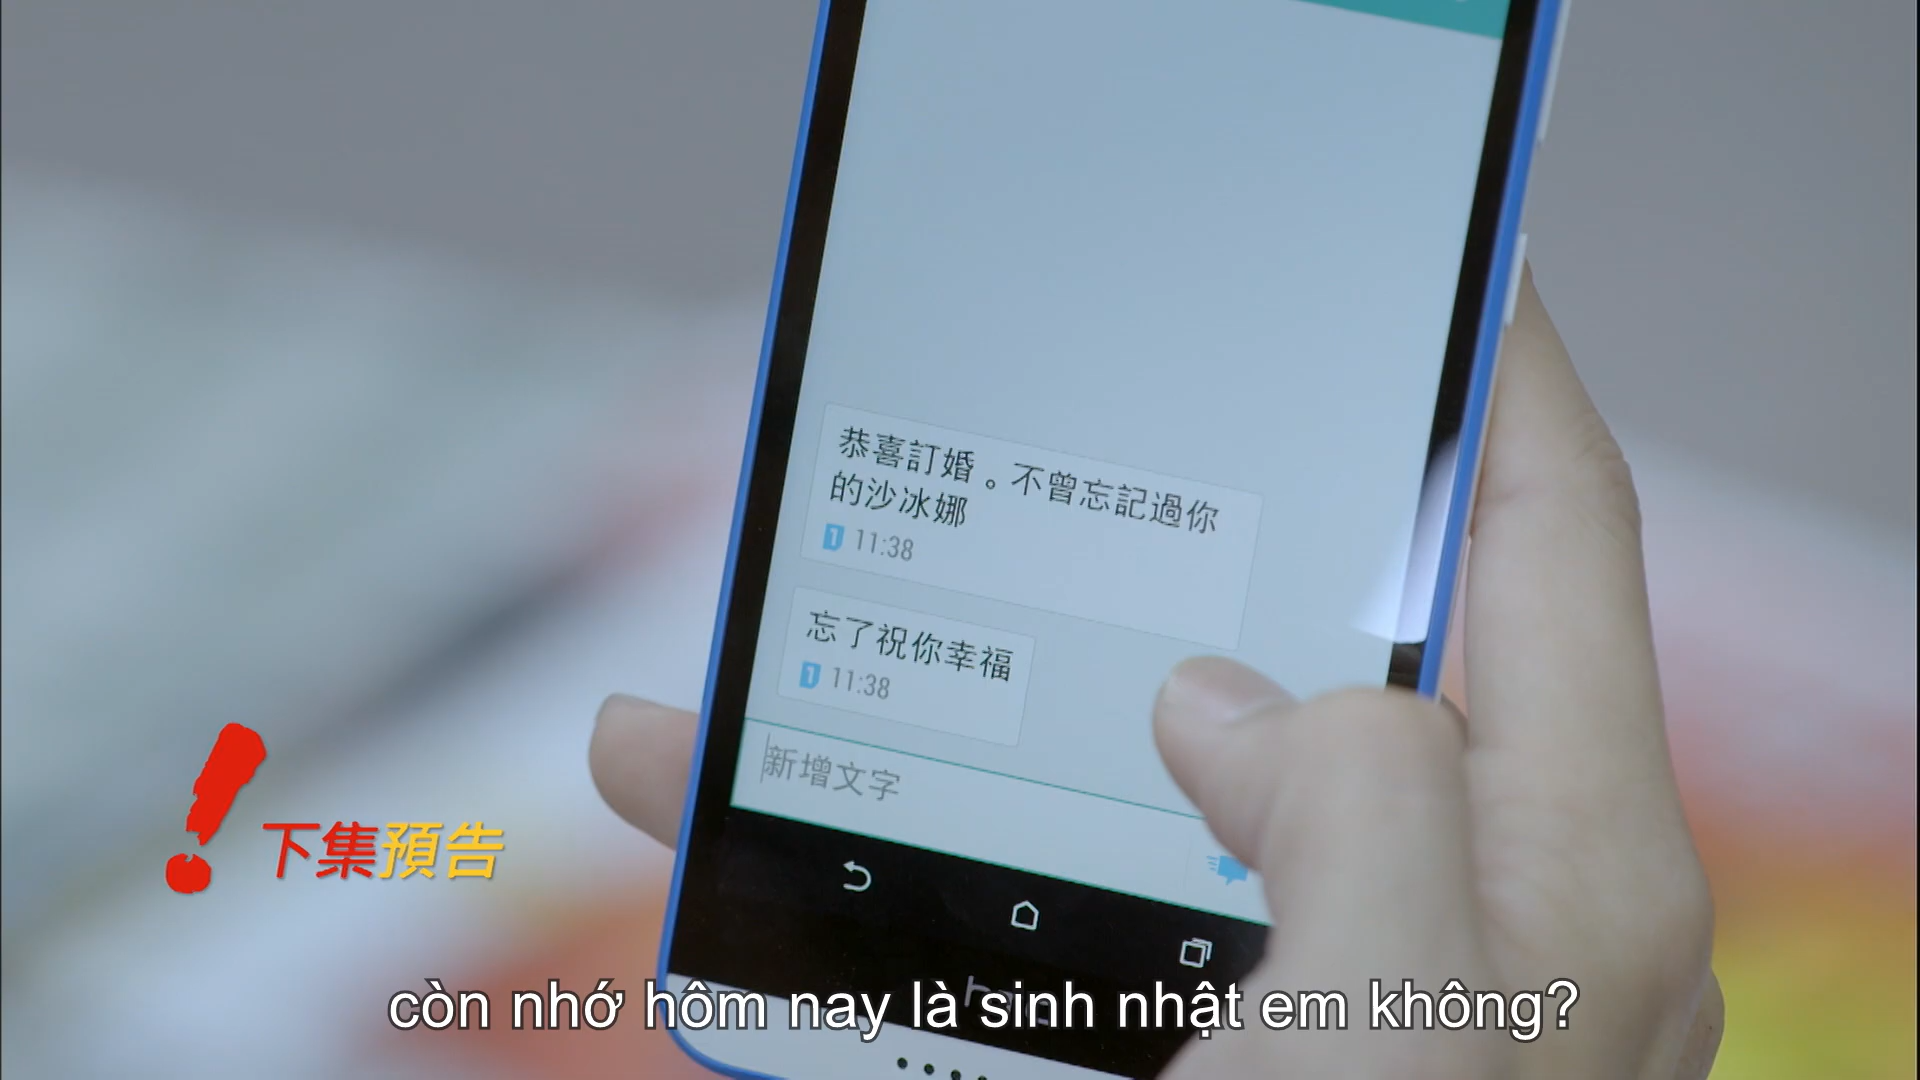 恭喜訂婚。不曾忘記過你
的沙冰娜
11:38
忘了祝你幸福
11:38
新增文字
下集預告
còn nhớ hôm nay là sinh nhật em không?